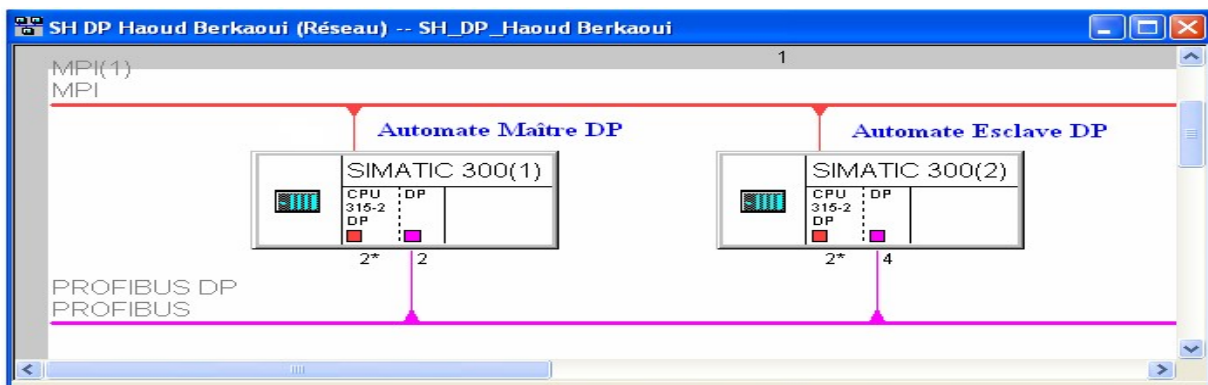 SH DP Haoud Berkaoui (Réseau) -- SH_DP_Haoud Berkaoui
1
MPI(1)
MPI
Automate Maître DP
Automate Esclave DP
SIMATIC 300(1)
CPU 315-2 DP
DP
2*
2
SIMATIC 300(2)
CPU 315-2 DP
DP
2*
4
PROFIBUS DP
PROFIBUS